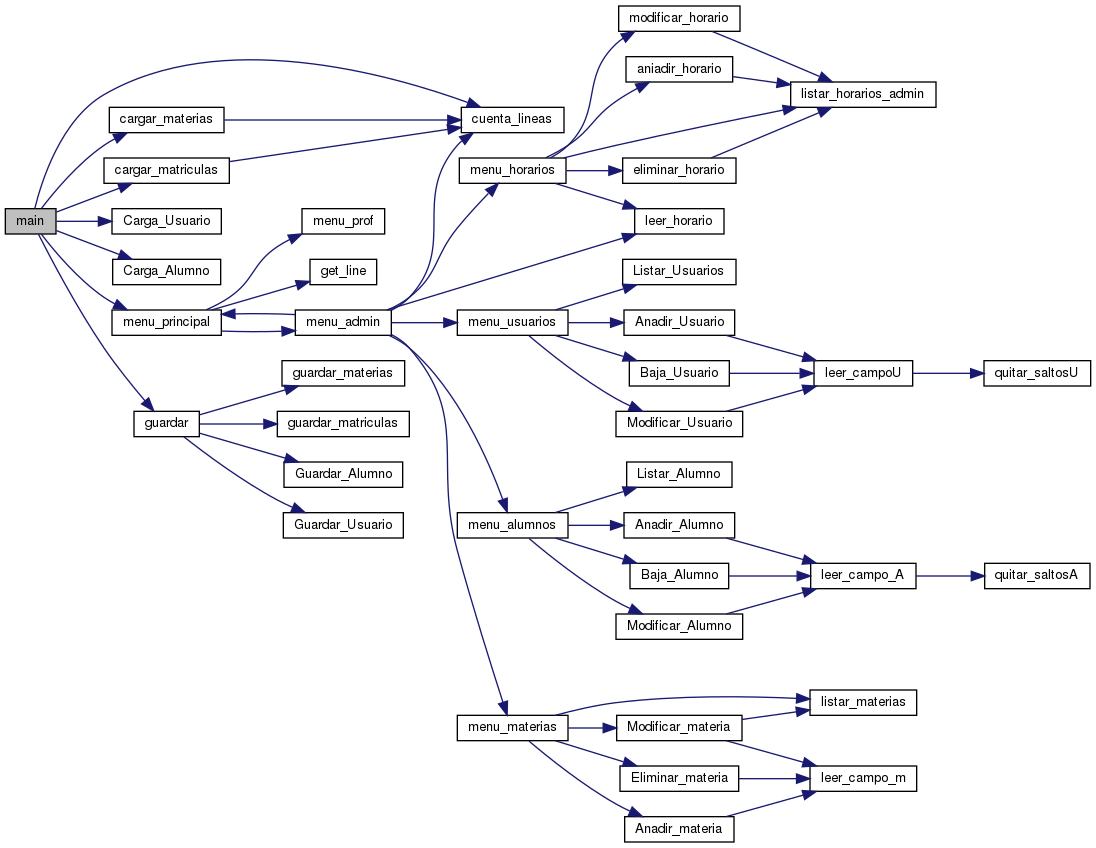 modificar_horario
aniadir_horario
listar_horarios_admin
cargar_materias
cuenta_lineas
cargar_matriculas
menu_horarios
eliminar_horario
main
Carga_Usuario
menu_prof
leer_horario
Carga_Alumno
get_line
Listar_Usuarios
menu_principal
menu_admin
menu_usuarios
Anadir_Usuario
guardar_materias
Baja_Usuario
leer_campoU
quitar_saltosU
guardar
guardar_matriculas
Modificar_Usuario
Guardar_Alumno
Listar_Alumno
Guardar_Usuario
menu_alumnos
Anadir_Alumno
Baja_Alumno
leer_campo_A
quitar_saltosA
Modificar_Alumno
listar_materias
menu_materias
Modificar_materia
Eliminar_materia
leer_campo_m
Anadir_materia